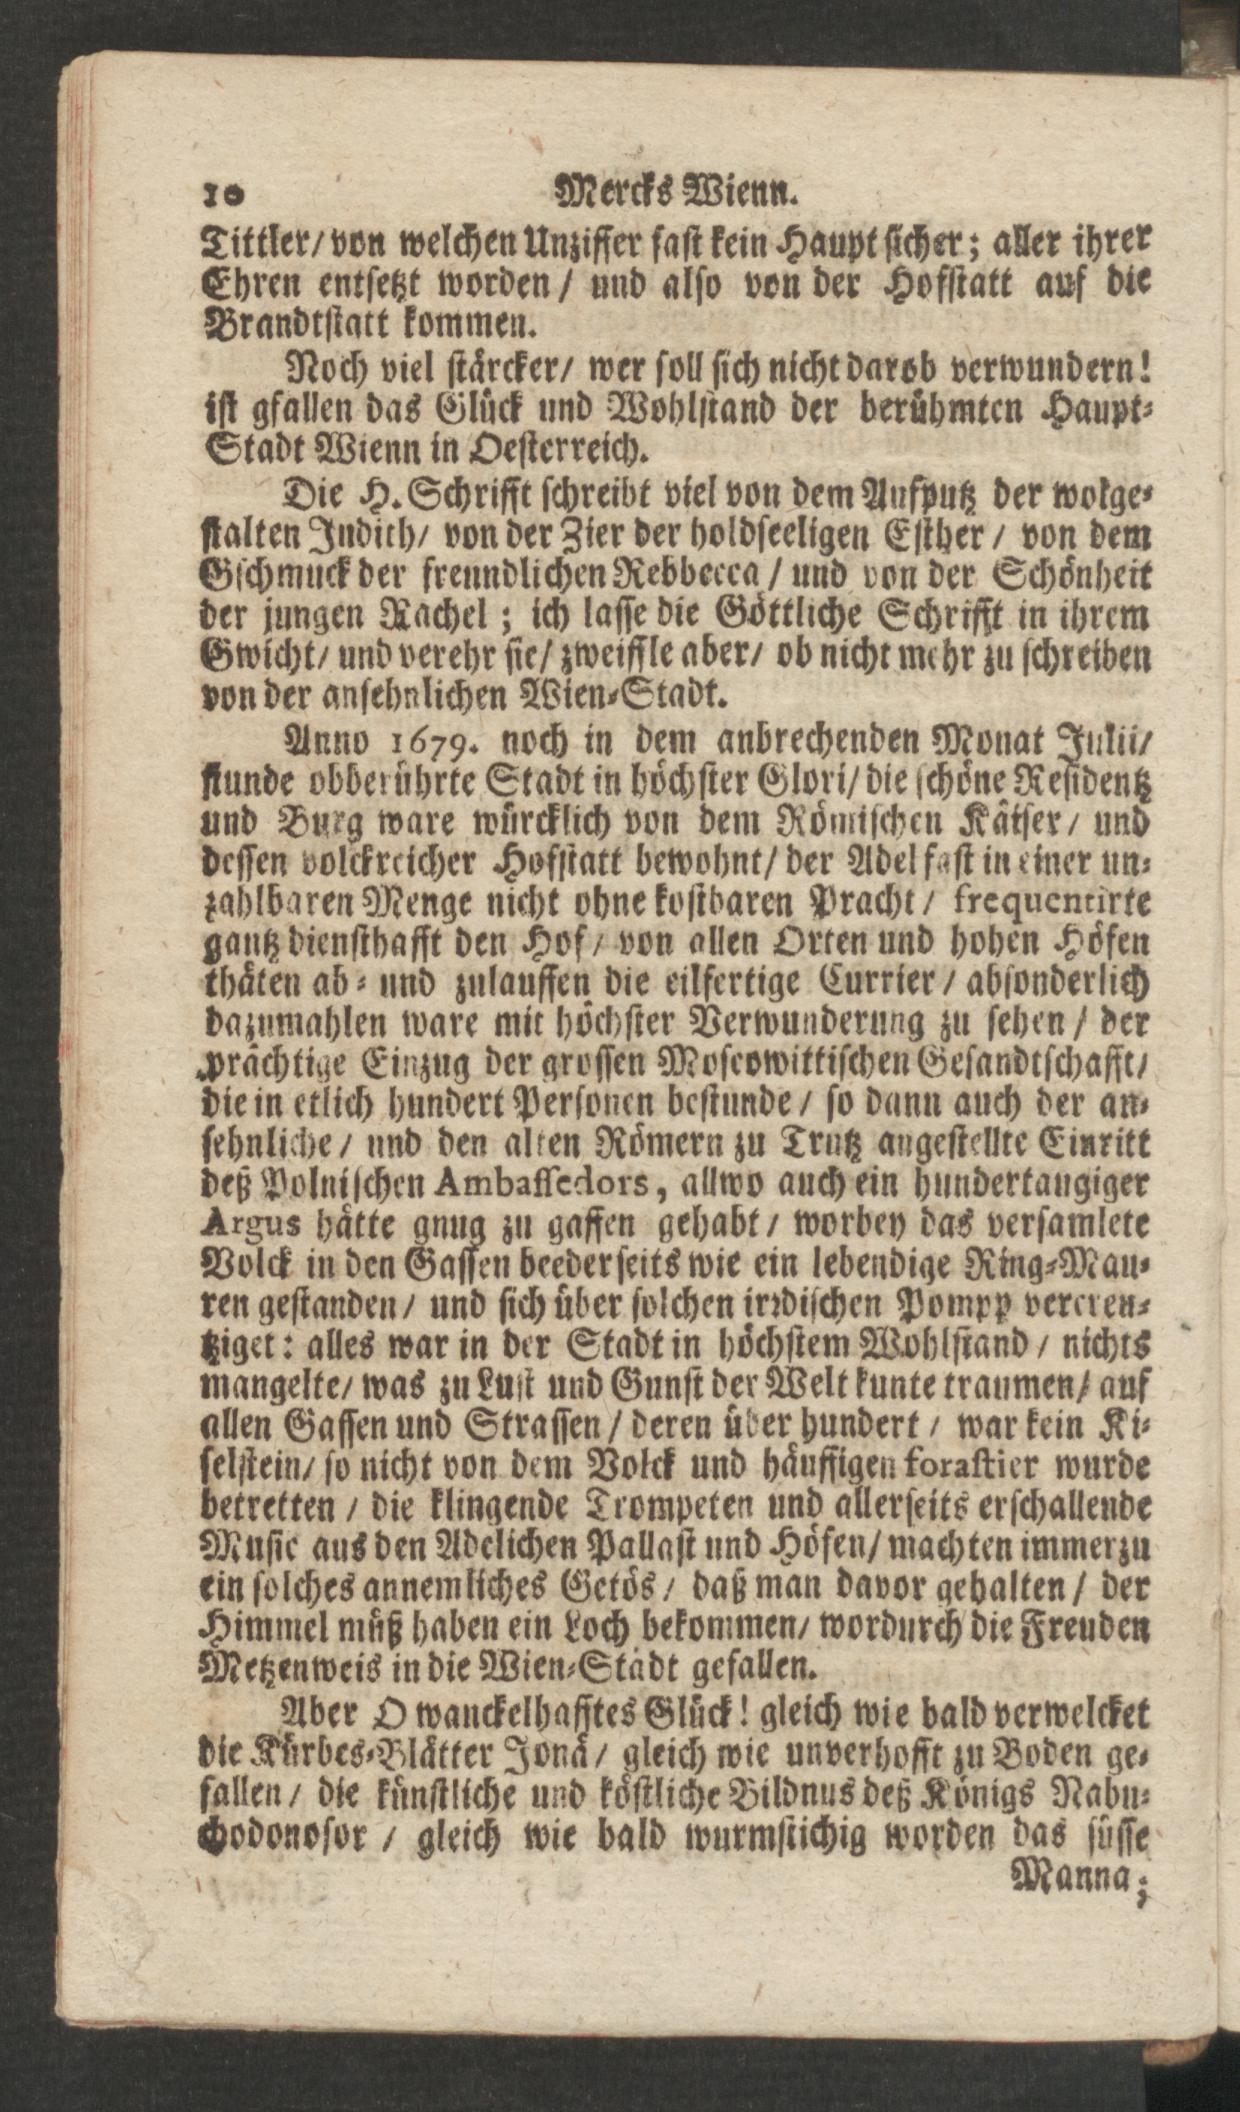 10 Mercks Wienn.
Tittler/ von welchen Unziffer fast kein Haupt sicher; aller ihrer
Ehren entsetzt worden / und also von der Hofstatt auf die
Brandtstatt kommen.
Noch viel stärcker/ wer soll sich nicht darob verwundern!
ist gfallen das Glück und Wohlstand der berühmten Haupt-
Stadt Wienn in Oesterreich.
Die H. Schrifft schreibt viel von dem Aufputz der wolge-
stalten Judith/ von der Zier der holdseeligen Esther / von dem
Gschmuck der freundlichen Rebbecca / und von der Schönheit
der jungen Rachel ; ich lasse die Göttliche Schrifft in ihrem
Gwicht/ und verehr sie/ zweiffle aber/ ob nicht mehr zu schreiben
von der ansehnlichen Wien-Stadt.
Anno 1679. noch in dem anbrechenden Monat Julii/
stunde obberührte Stadt in höchster Glori/ die schöne Residentz
und Burg ware würcklich von dem Römischen Käiser / und
dessen volckreicher Hofstatt bewohnt/ der Adel fast in einer un-
zahlbaren Menge nicht ohne kostbaren Pracht / frequentirte
gantz diensthafft den Hof / von allen Orten und hohen Höfen
thäten ab- und zulauffen die eilfertige Currier / absonderlich
dazumahlen ware mit höchster Verwunderung zu sehen / der
prächtige Einzug der grossen Moscowittischen Gesandtschafft/
die in etlich hundert Personen bestunde / so dann auch der an-
sehnliche / und den alten Römern zu Trutz angestellte Einritt
deß Polnischen Ambassedors, allwo auch ein hundertaugiger
Argus hätte gnug zu gaffen gehabt / worbey das versamlete
Volck in den Gassen beederseits wie ein lebendige Ring-Mau-
ren gestanden / und sich über solchen irrdischen Pompp vercreu-
tziget : alles war in der Stadt in höchstem Wohlstand / nichts
mangelte/ was zu Lust und Gunst der Welt kunte traumen/ auf
allen Gassen und Strassen / deren über hundert / war kein Ki-
selstein/ so nicht von dem Volck und häuffigen forastier wurde
betretten / die klingende Trompeten und allerseits erschallende
Music aus den Adelichen Pallast und Höfen/ machten immerzu
ein solches annemliches Getös / daß man davor gehalten / der
Himmel müß haben ein Loch bekommen/ wordurch die Freuden
Metzenweis in die Wien-Stadt gefallen.
Aber O wanckelhafftes Glück! gleich wie bald verwelcket
die Kürbes-Blätter Jonä / gleich wie unverhofft zu Boden ge-
fallen / die künstliche und köstliche Bildnus deß Königs Nabu-
chodonosor / gleich wie bald wurmstichig worden das süsse
Manna;